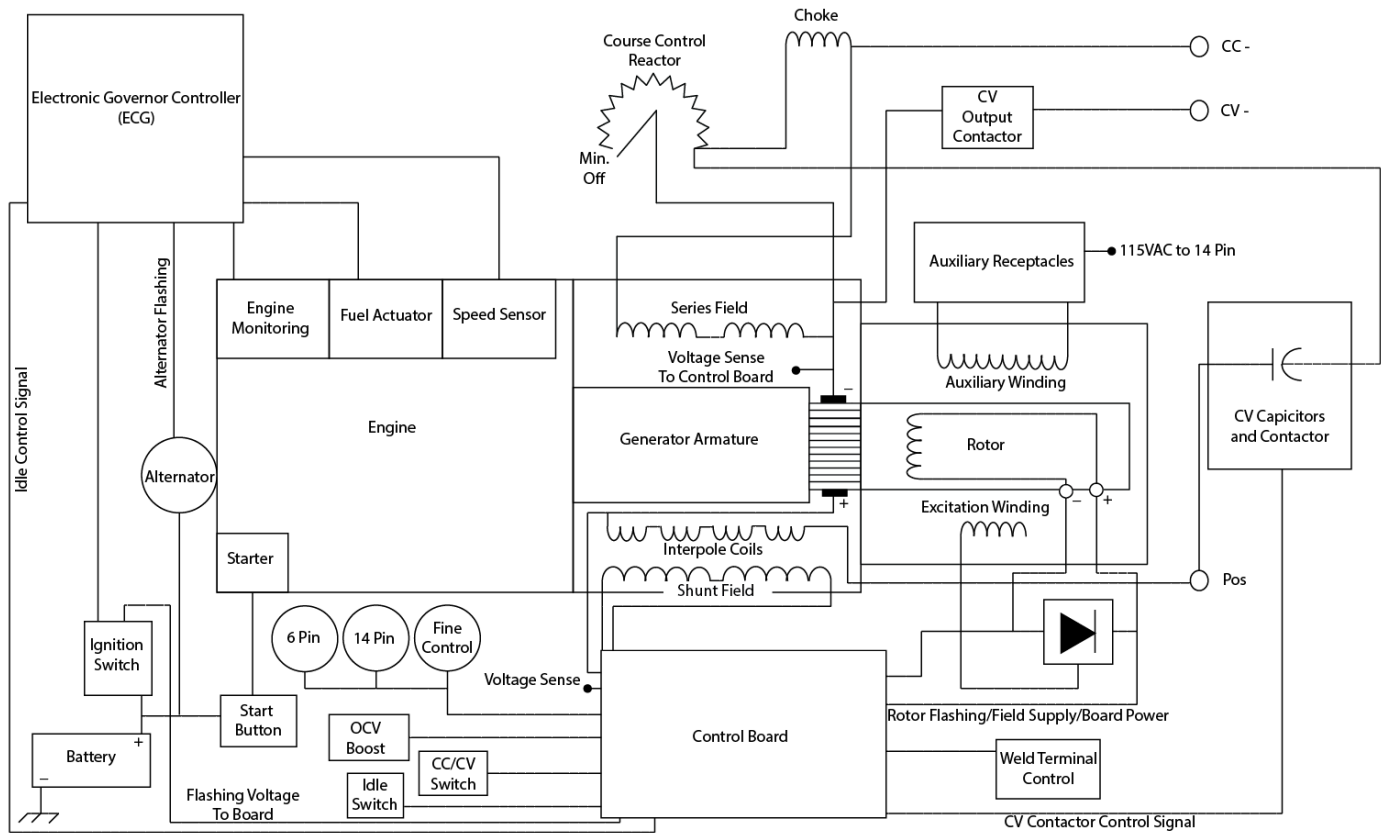 Choke
Course Control
Reactor
CC -
Electronic Governor Controller
(ECG)
CV
Output
Contactor
CV -
Min.
Off
Alternator Flashing
Auxiliary Receptacles
115VAC to 14 Pin
Engine
Monitoring
Fuel Actuator
Speed Sensor
Series Field
Voltage Sense
To Control Board
Auxiliary Winding
Idle Control Signal
Engine
Generator Armature
–
Rotor
CV Capicitors
and Contactor
Alternator
+
– +
Excitation Winding
Interpole Coils
Starter
Shunt Field
Pos
Ignition
Switch
6 Pin
14 Pin
Fine
Control
Voltage Sense
Start
Button
Rotor Flashing/Field Supply/Board Power
OCV
Boost
Control Board
Battery
+
–
CC/CV
Switch
Weld Terminal
Control
Idle
Switch
Flashing Voltage
To Board
CV Contactor Control Signal